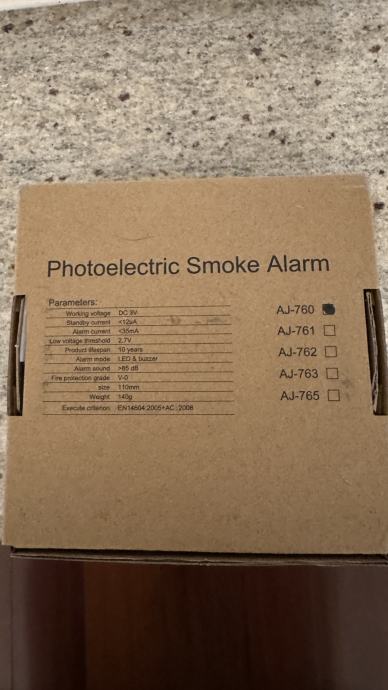 Photoelectric Smoke Alarm
Parameters:
Working voltage DC
Standby current <12uA
Alarm current <35mA
Low voltage threshold 2.7V
Product lifespan 10 years
Alarm mode LED & buzzer
Alarm sound >85 dB
Fire protection grade V-0
size 110mm
Weight 140g
Execute criterion EN14604:2005+AC :2008
AJ-760
AJ-761
AJ-762
AJ-763
AJ-765